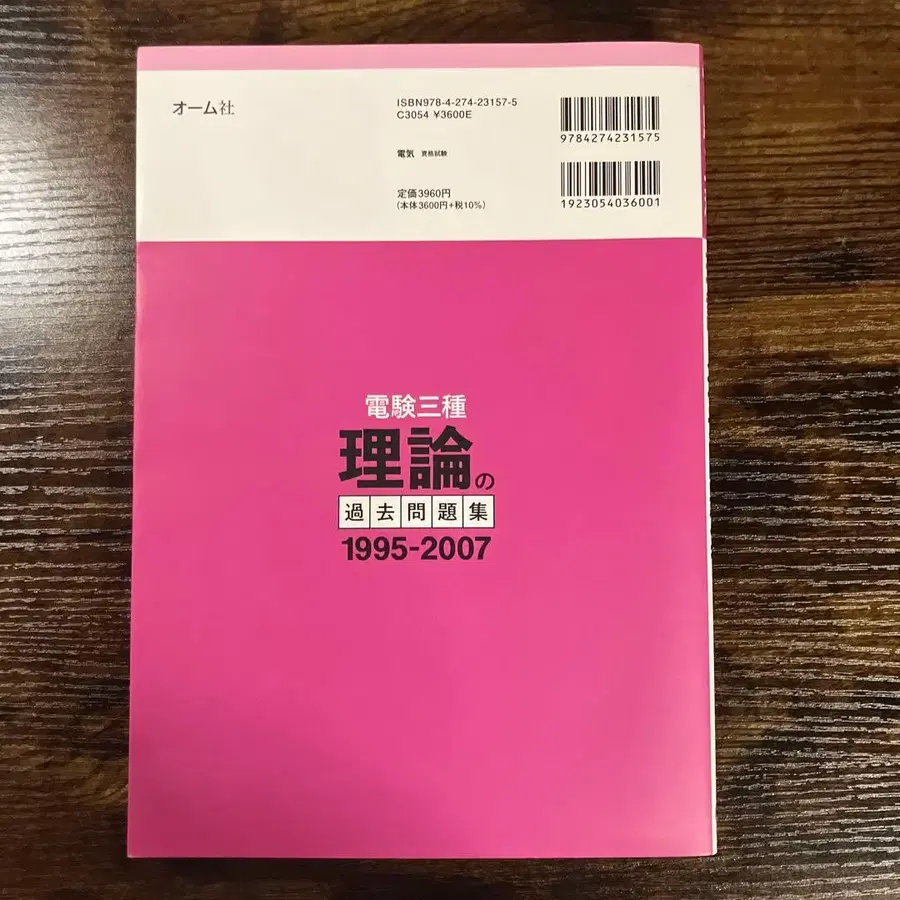 オーム社
ISBN978-4-274-23157-5
C3054 ¥3600E
電気 資格試験
定価3960円
(本体3600円+税10%)
9784274231575
1923054036001
電験三種
理論の
過去問題集
1995-2007